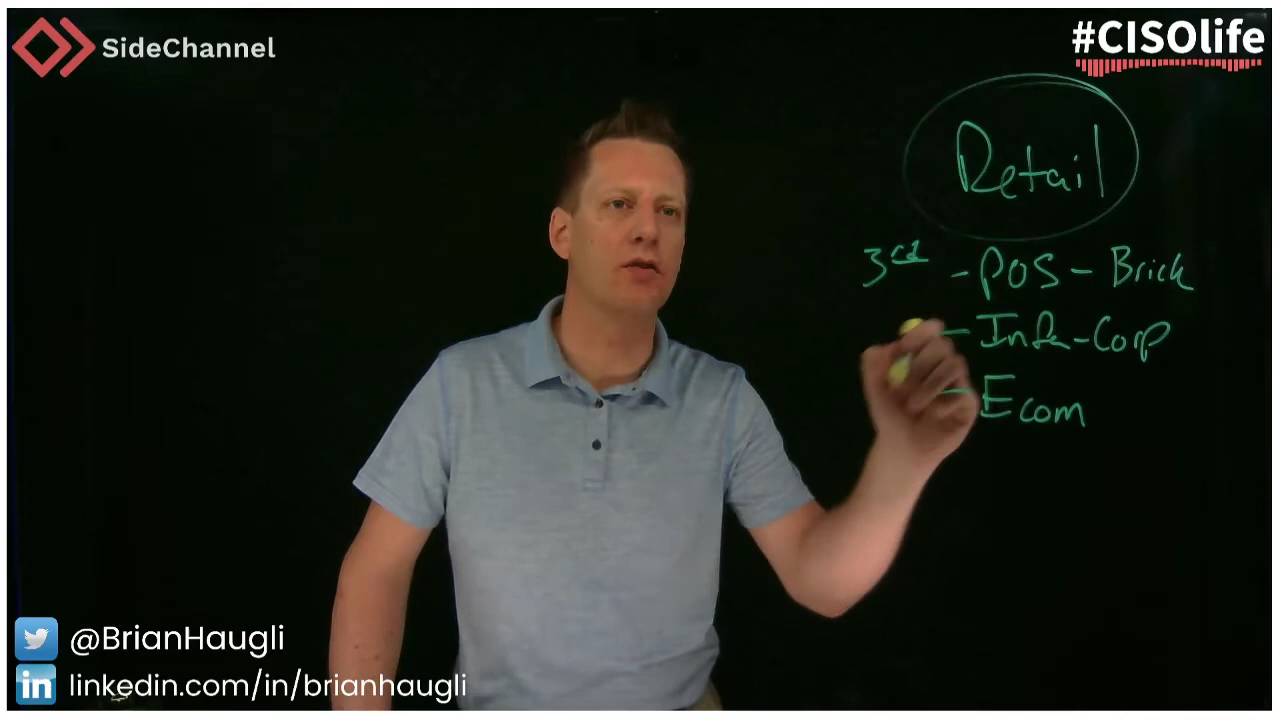 SideChannel
#CISOlife
Retail
3rd - POS - Brick
- Infra - Corp
- Ecom
@BrianHaugli
linkedin.com/in/brianhaugli